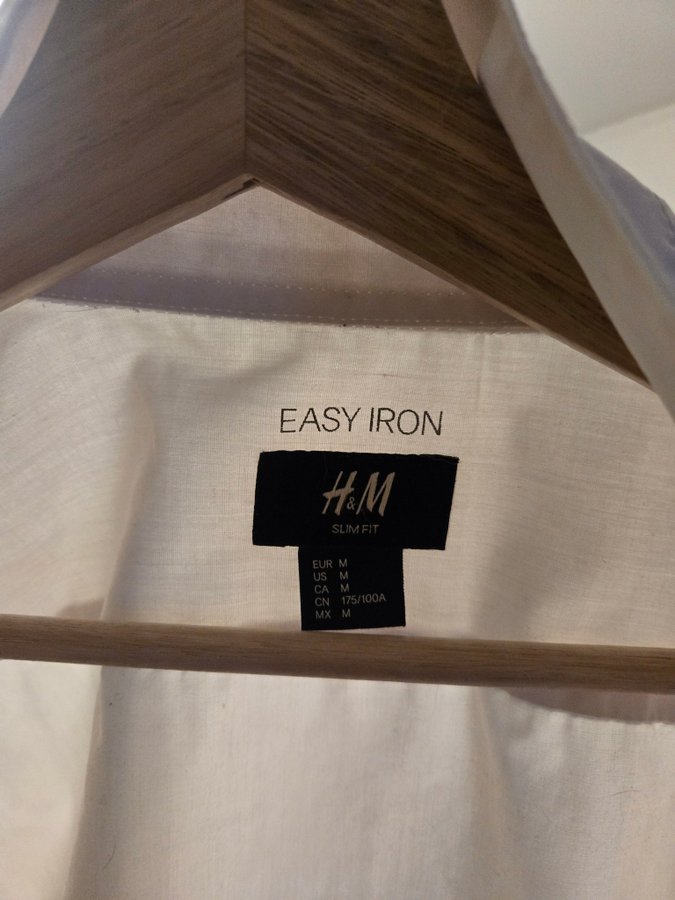 EASY IRON
H&M
SLIM FIT
EUR M
US M
CA M
CN 175/100A
MX M